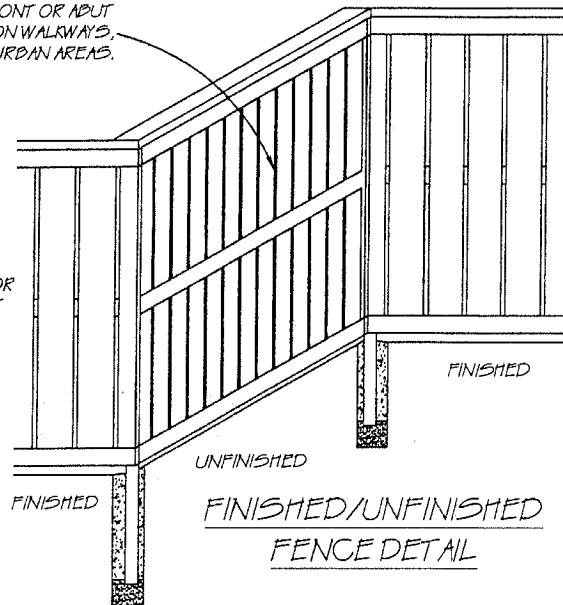 ONT OR ABUT
ON WALKWAYS,
URBAN AREAS.
OR
FINISHED
UNFINISHED
FINISHED
FINISHED/UNFINISHED
FENCE DETAIL